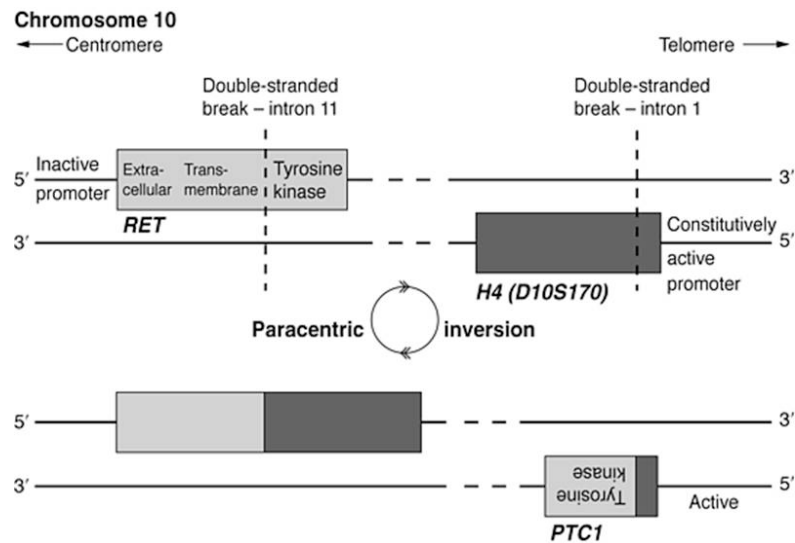 Chromosome 10
Centromere
Telomere
Double-stranded
break – intron 11
Double-stranded
break – intron 1
Inactive
promoter
5′
Extra-
cellular
Trans-
membrane
Tyrosine
kinase
3′
RET
3′
Constitutively
active
promoter
5′
H4 (D10S170)
Paracentric
inversion
5′
3′
3′
Tyrosine
kinase
Active
5′
PTC1